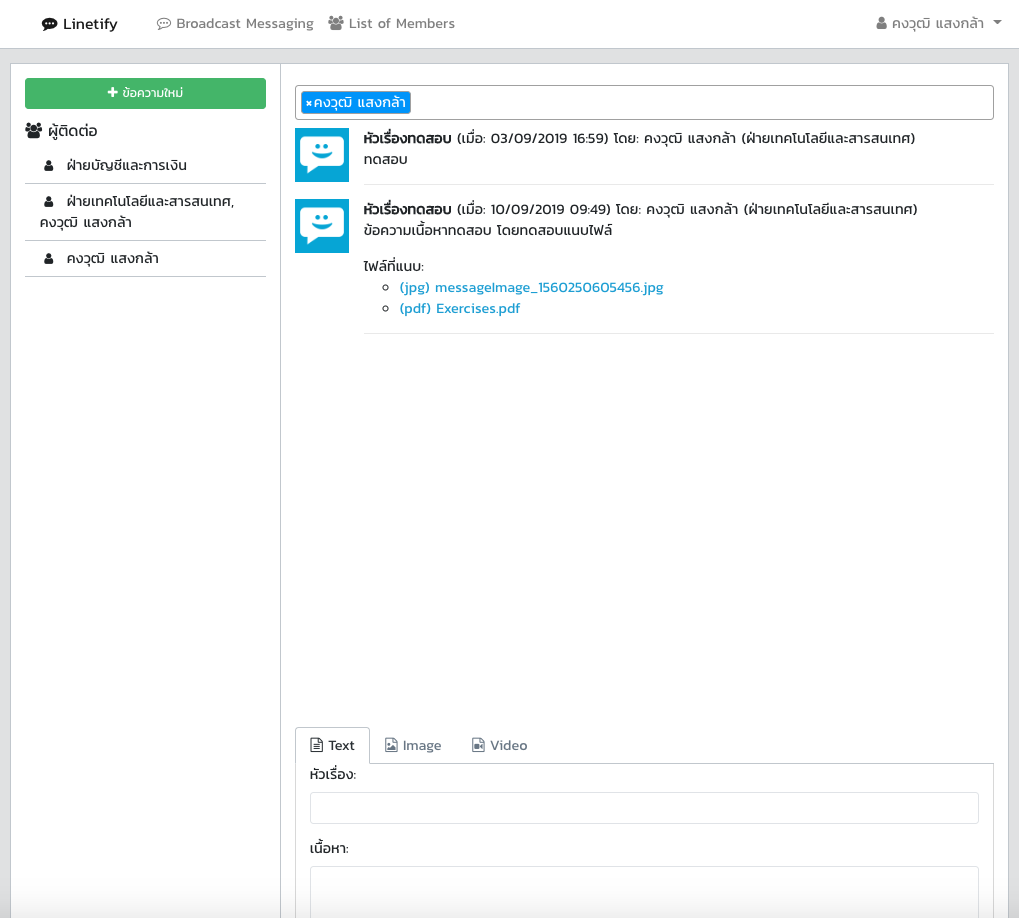 Linetify
Broadcast Messaging
List of Members
คงวุฒิ แสงกล้า
ข้อความใหม่
ผู้ติดต่อ
ฝ่ายบัญชีและการเงิน
ฝ่ายเทคโนโลยีและสารสนเทศ,
คงวุฒิ แสงกล้า
คงวุฒิ แสงกล้า
×คงวุฒิ แสงกล้า
หัวเรื่องทดสอบ (เมื่อ: 03/09/2019 16:59) โดย: คงวุฒิ แสงกล้า (ฝ่ายเทคโนโลยีและสารสนเทศ)
ทดสอบ
หัวเรื่องทดสอบ (เมื่อ: 10/09/2019 09:49) โดย: คงวุฒิ แสงกล้า (ฝ่ายเทคโนโลยีและสารสนเทศ)
ข้อความเนื้อหาทดสอบ โดยทดสอบแนบไฟล์
ไฟล์ที่แนบ:
(jpg) messageImage_1560250605456.jpg
(pdf) Exercises.pdf
Text
Image
Video
หัวเรื่อง:
เนื้อหา: